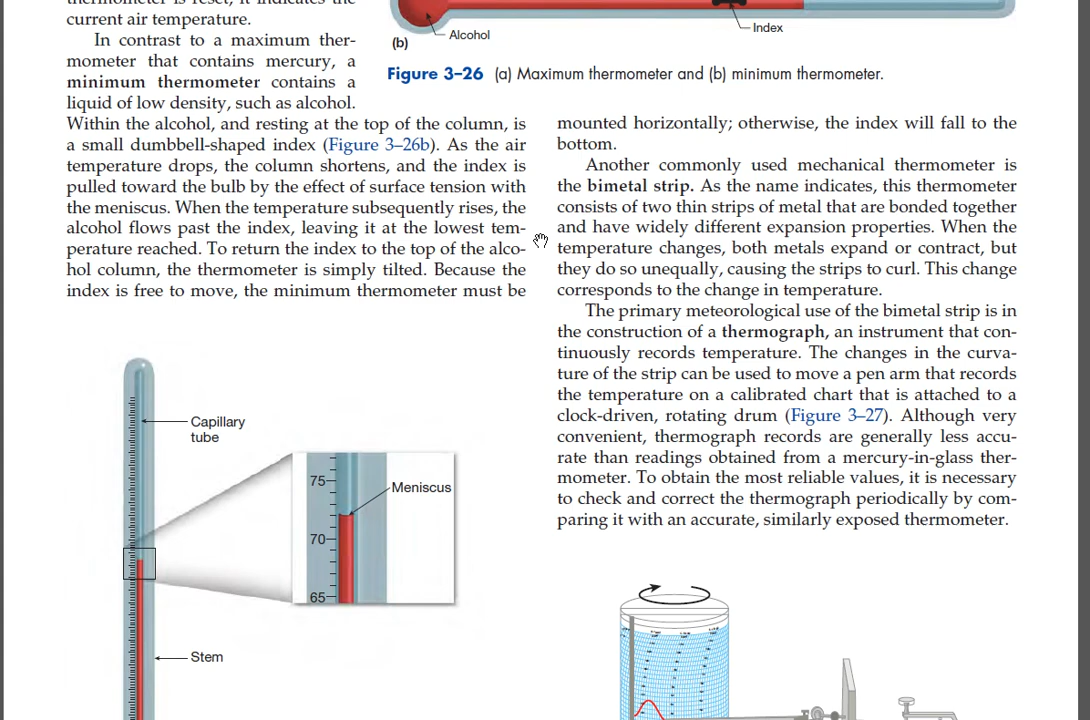 thermometer is reset, it indicates the
current air temperature.
In contrast to a maximum ther-
mometer that contains mercury, a
minimum thermometer contains a
liquid of low density, such as alcohol.
Within the alcohol, and resting at the top of the column, is
a small dumbbell-shaped index (Figure 3–26b). As the air
temperature drops, the column shortens, and the index is
pulled toward the bulb by the effect of surface tension with
the meniscus. When the temperature subsequently rises, the
alcohol flows past the index, leaving it at the lowest tem-
perature reached. To return the index to the top of the alco-
hol column, the thermometer is simply tilted. Because the
index is free to move, the minimum thermometer must be
(b)
Alcohol
Index
Figure 3–26 (a) Maximum thermometer and (b) minimum thermometer.
mounted horizontally; otherwise, the index will fall to the
bottom.
Another commonly used mechanical thermometer is
the bimetal strip. As the name indicates, this thermometer
consists of two thin strips of metal that are bonded together
and have widely different expansion properties. When the
temperature changes, both metals expand or contract, but
they do so unequally, causing the strips to curl. This change
corresponds to the change in temperature.
The primary meteorological use of the bimetal strip is in
the construction of a thermograph, an instrument that con-
tinuously records temperature. The changes in the curva-
ture of the strip can be used to move a pen arm that records
the temperature on a calibrated chart that is attached to a
clock-driven, rotating drum (Figure 3–27). Although very
convenient, thermograph records are generally less accu-
rate than readings obtained from a mercury-in-glass ther-
mometer. To obtain the most reliable values, it is necessary
to check and correct the thermograph periodically by com-
paring it with an accurate, similarly exposed thermometer.
Capillary
tube
75
Meniscus
70
65
Stem